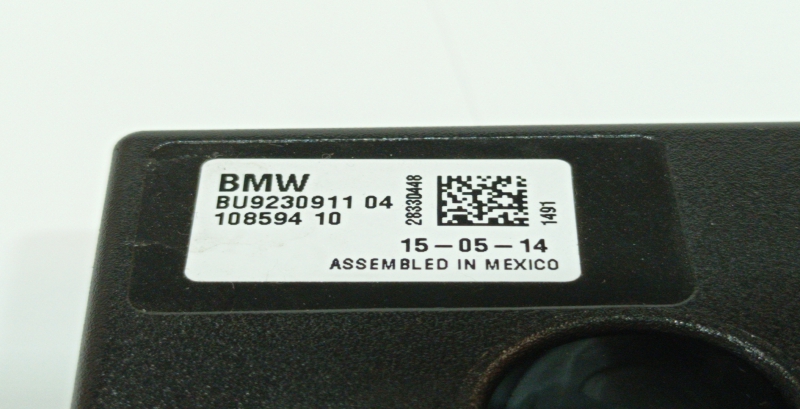 BMW
BU9230911 04
108594 10
28330448
1491
15-05-14
ASSEMBLED IN MEXICO